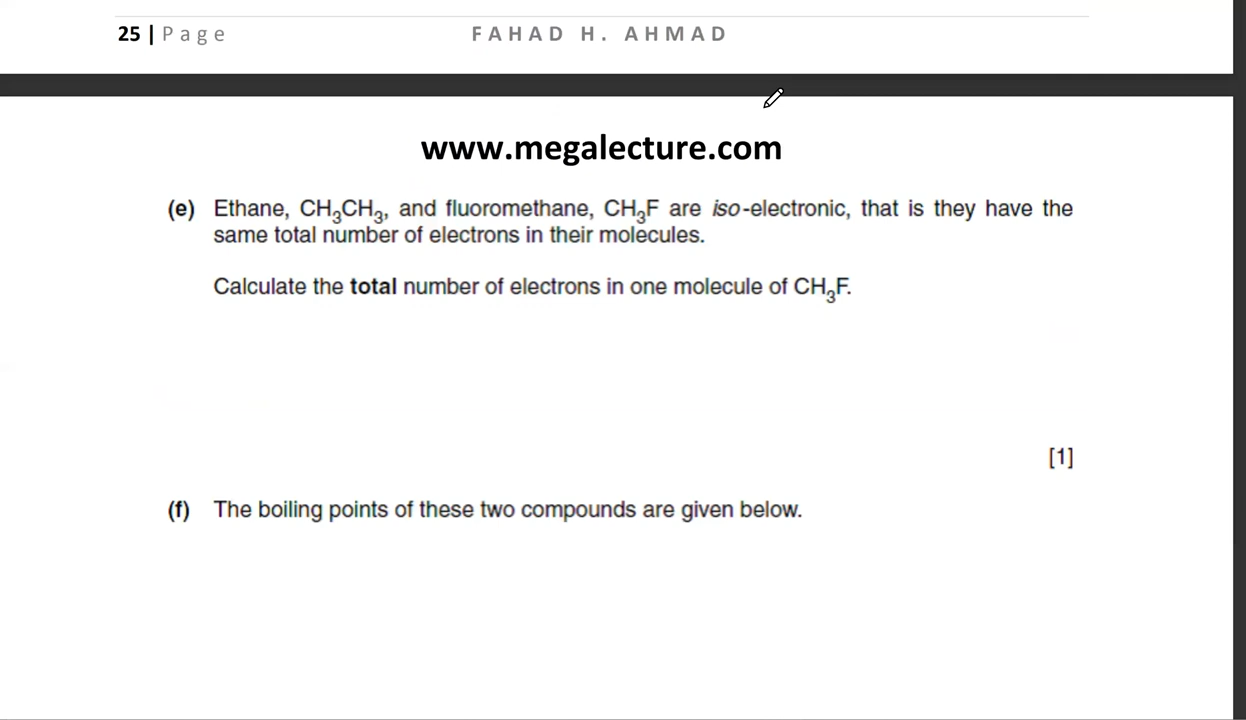 25 | Page FAHAD H. AHMAD
www.megalecture.com
(e) Ethane, CH₃CH₃, and fluoromethane, CH₃F are iso-electronic, that is they have the
same total number of electrons in their molecules.
Calculate the total number of electrons in one molecule of CH₃F.
[1]
(f) The boiling points of these two compounds are given below.